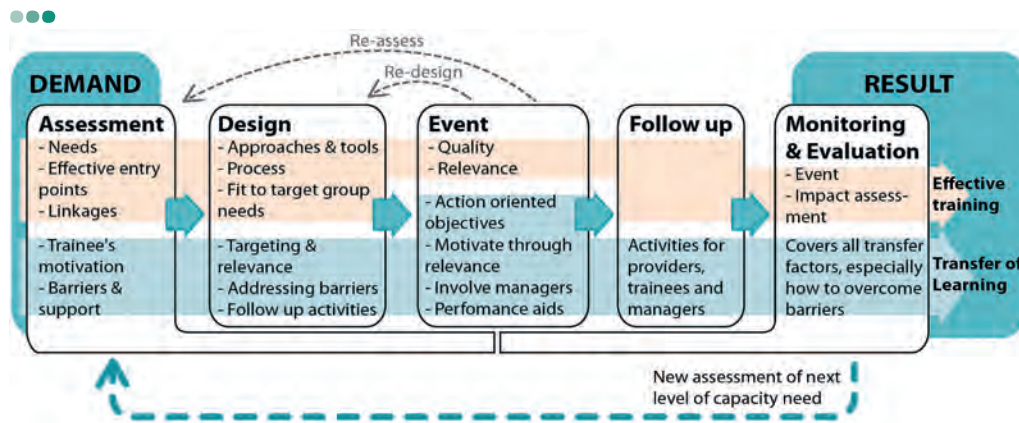 Re-assess
Re-design
DEMAND
RESULT
Assessment
- Needs
- Effective entry
points
- Linkages
- Trainee's
motivation
- Barriers &
support
Design
- Approaches & tools
- Process
- Fit to target group
needs
- Targeting &
relevance
- Addressing barriers
- Follow up activities
Event
- Quality
- Relevance
- Action oriented
objectives
- Motivate through
relevance
- Involve managers
- Perfomance aids
Follow up
Activities for
providers,
trainees and
managers
Monitoring
& Evaluation
- Event
- Impact assess-
ment
Covers all transfer
factors, especially
how to overcome
barriers
Effective
training
Transfer of
Learning
New assessment of next
level of capacity need